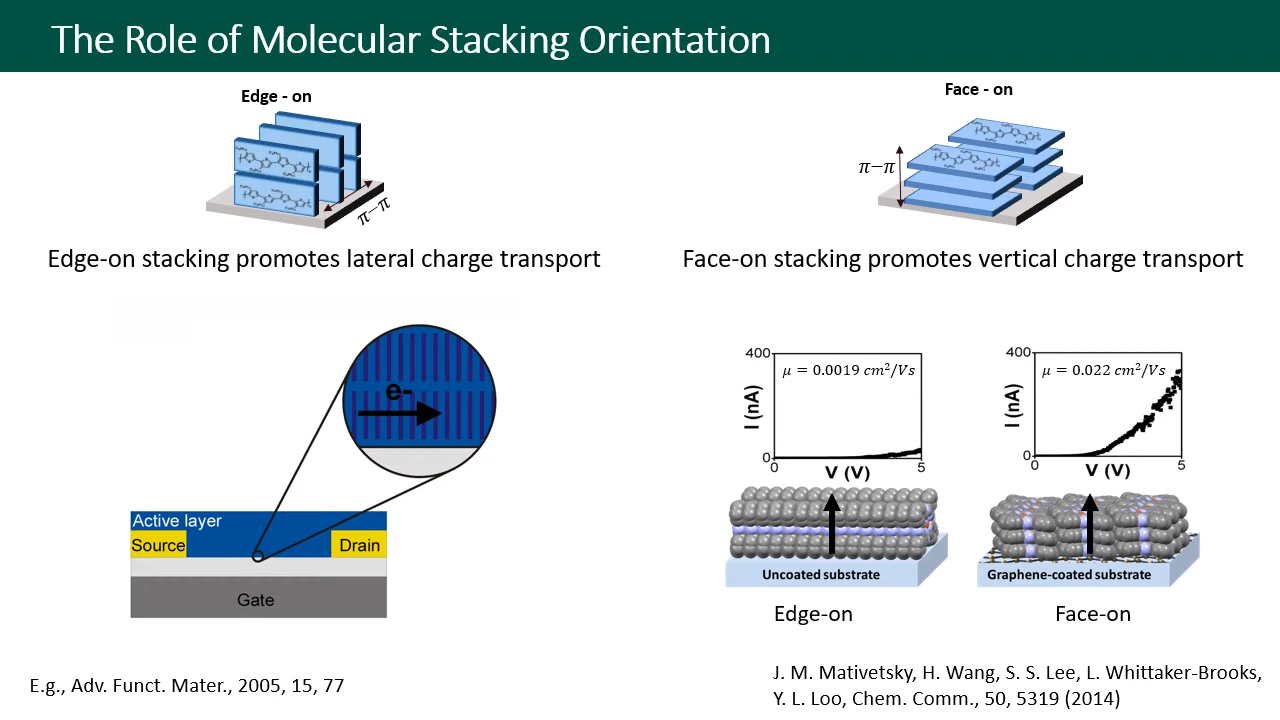 The Role of Molecular Stacking Orientation
Edge - on
π−π
Edge-on stacking promotes lateral charge transport
Face - on
π−π
Face-on stacking promotes vertical charge transport
e-
Active layer
Source
Drain
Gate
400
μ = 0.0019 cm²/Vs
I (nA)
0
0
V (V)
5
400
μ = 0.022 cm²/Vs
I (nA)
0
0
V (V)
5
Uncoated substrate
Graphene-coated substrate
Edge-on
Face-on
E.g., Adv. Funct. Mater., 2005, 15, 77
J. M. Mativetsky, H. Wang, S. S. Lee, L. Whittaker-Brooks,
Y. L. Loo, Chem. Comm., 50, 5319 (2014)